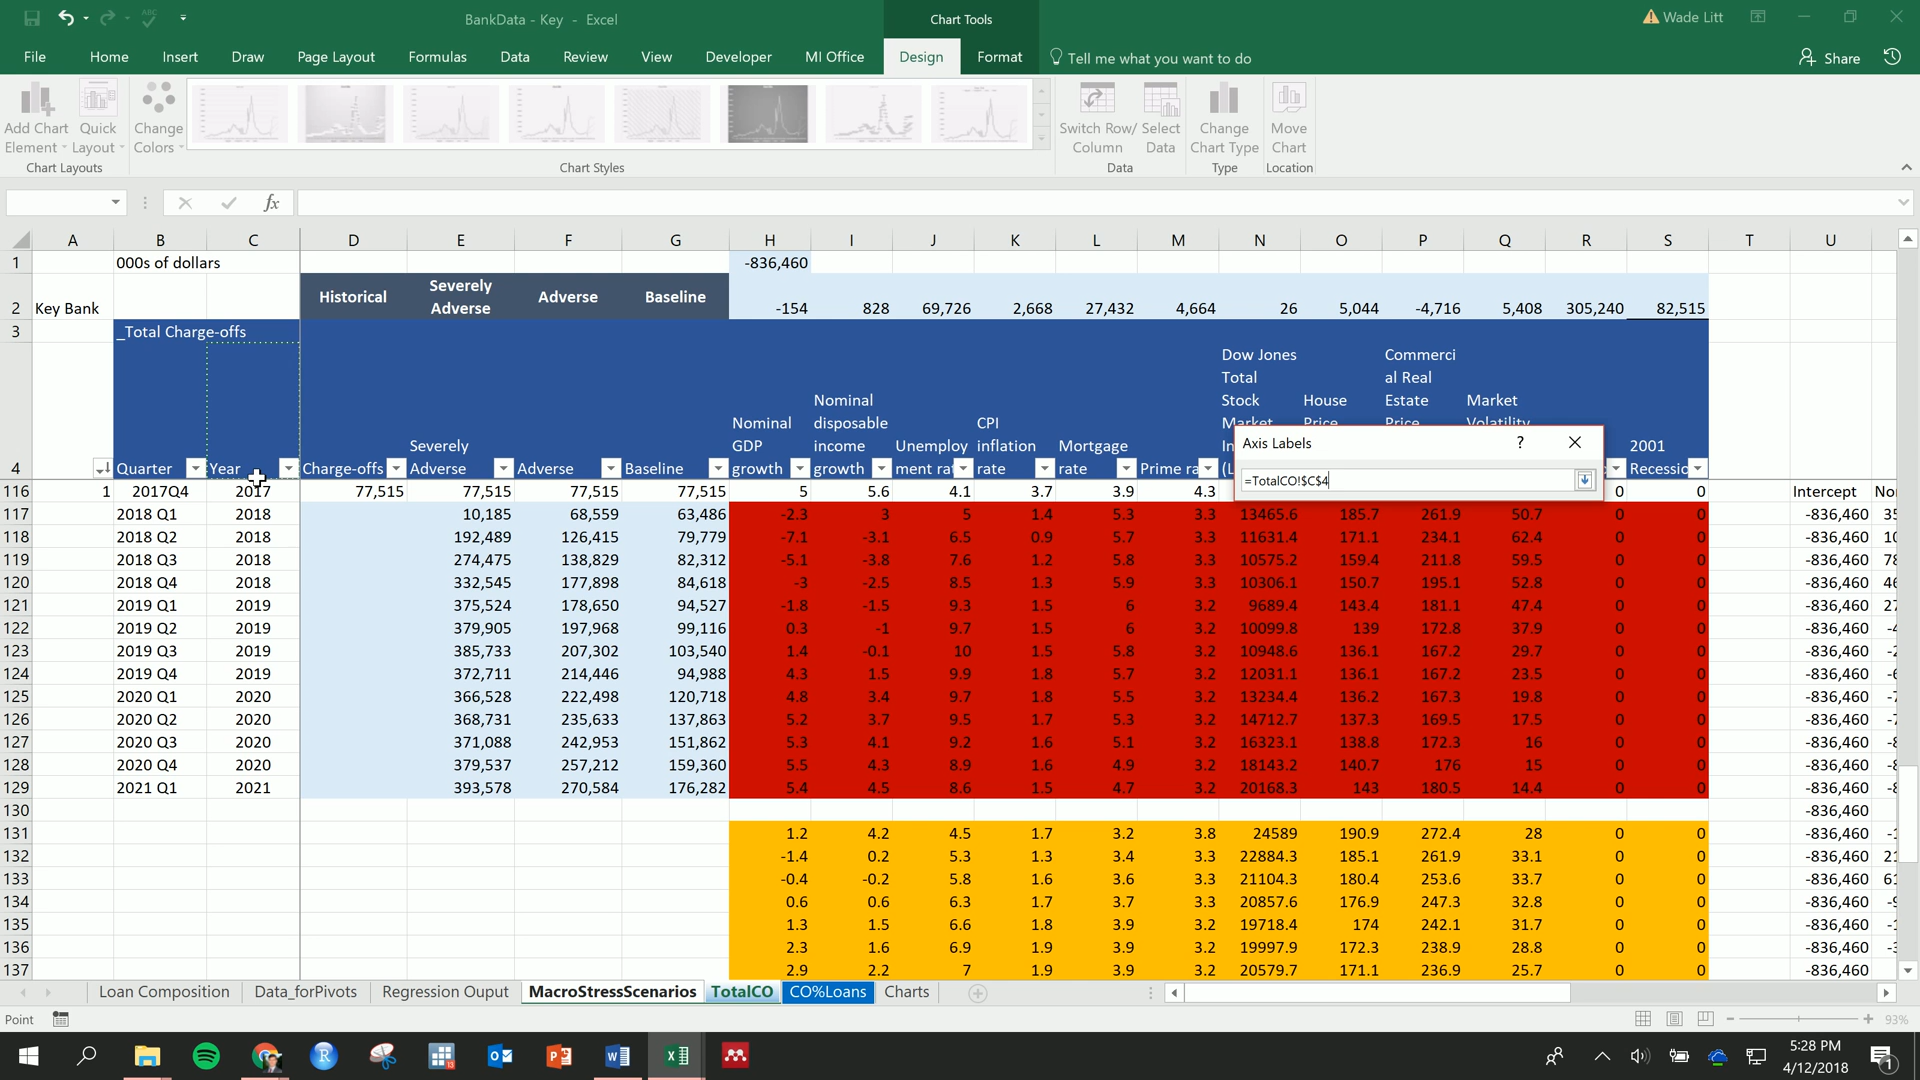 BankData - Key - Excel
Chart Tools
Wade Litt
File Home Insert Draw Page Layout Formulas Data Review View Developer MI Office Design Format Tell me what you want to do
Share
Add Chart Element
Quick Layout
Change Colors
Switch Row/ Column
Select Data
Change Chart Type
Move Chart
Chart Layouts
Chart Styles
Data
Type
Location
fx
A B C D E F G H I J K L M N O P Q R S T U
1 000s of dollars -836,460
2 Key Bank Historical Severely Adverse Adverse Baseline -154 828 69,726 2,668 27,432 4,664 26 5,044 -4,716 5,408 305,240 82,515
3 _Total Charge-offs
4 Quarter Year Charge-offs Severely Adverse Adverse Baseline Nominal GDP growth Nominal disposable income growth Unemploy ment rat CPI inflation rate Mortgage rate Prime ra
Dow Jones Total Stock Market In (L
House Price
Commerci al Real Estate Price
Market Volatility
2001 Recessio
Axis Labels
?
=TotalCO!$C$4
116 1 2017Q4 2017 77,515 77,515 77,515 77,515 5 5.6 4.1 3.7 3.9 4.3 0 0 Intercept Nor
117 2018 Q1 2018 10,185 68,559 63,486 -2.3 3 5 1.4 5.3 3.3 13465.6 185.7 261.9 50.7 0 0 -836,460 35
118 2018 Q2 2018 192,489 126,415 79,779 -7.1 -3.1 6.5 0.9 5.7 3.3 11631.4 171.1 234.1 62.4 0 0 -836,460 10
119 2018 Q3 2018 274,475 138,829 82,312 -5.1 -3.8 7.6 1.2 5.8 3.3 10575.2 159.4 211.8 59.5 0 0 -836,460 78
120 2018 Q4 2018 332,545 177,898 84,618 -3 -2.5 8.5 1.3 5.9 3.3 10306.1 150.7 195.1 52.8 0 0 -836,460 46
121 2019 Q1 2019 375,524 178,650 94,527 -1.8 -1.5 9.3 1.5 6 3.2 9689.4 143.4 181.1 47.4 0 0 -836,460 27
122 2019 Q2 2019 379,905 197,968 99,116 0.3 -1 9.7 1.5 6 3.2 10099.8 139 172.8 37.9 0 0 -836,460 -4
123 2019 Q3 2019 385,733 207,302 103,540 1.4 -0.1 10 1.5 5.8 3.2 10948.6 136.1 167.2 29.7 0 0 -836,460 -2
124 2019 Q4 2019 372,711 214,446 94,988 4.3 1.5 9.9 1.8 5.7 3.2 12031.1 136.1 167.2 23.5 0 0 -836,460 -6
125 2020 Q1 2020 366,528 222,498 120,718 4.8 3.4 9.7 1.8 5.5 3.2 13234.4 136.2 167.3 19.8 0 0 -836,460 -7
126 2020 Q2 2020 368,731 235,633 137,863 5.2 3.7 9.5 1.7 5.3 3.2 14712.7 137.3 169.5 17.5 0 0 -836,460 -7
127 2020 Q3 2020 371,088 242,953 151,862 5.3 4.1 9.2 1.6 5.1 3.2 16323.1 138.8 172.3 16 0 0 -836,460 -8
128 2020 Q4 2020 379,537 257,212 159,360 5.5 4.3 8.9 1.6 4.9 3.2 18143.2 140.7 176 15 0 0 -836,460 -8
129 2021 Q1 2021 393,578 270,584 176,282 5.4 4.5 8.6 1.5 4.7 3.2 20168.3 143 180.5 14.4 0 0 -836,460 -8
130 -836,460
131 1.2 4.2 4.5 1.7 3.2 3.8 24589 190.9 272.4 28 0 0 -836,460 -1
132 -1.4 0.2 5.3 1.3 3.4 3.3 22884.3 185.1 261.9 33.1 0 0 -836,460 21
133 -0.4 -0.2 5.8 1.6 3.6 3.3 21104.3 180.4 253.6 33.7 0 0 -836,460 61
134 0.6 0.6 6.3 1.7 3.7 3.3 20857.6 176.9 247.3 32.8 0 0 -836,460 -9
135 1.3 1.5 6.6 1.8 3.9 3.3 19718.4 174 242.1 31.7 0 0 -836,460 -1
136 2.3 1.6 6.9 1.9 3.9 3.2 19997.9 172.3 238.9 28.8 0 0 -836,460 -3
137 2.9 2.2 7 1.9 3.9 3.2 20579.7 171.1 236.9 25.7 0 0 -836,460
Loan Composition Data_forPivots Regression Ouput MacroStressScenarios TotalCO CO%Loans Charts
Point
93%
5:28 PM
4/12/2018
1